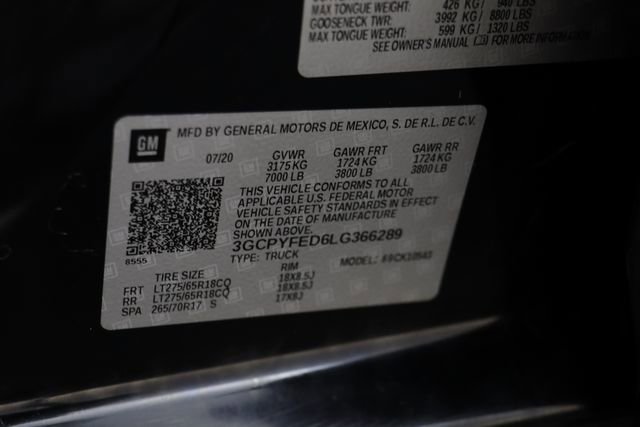 MAX TONGUE WEIGHT: 426 KG / 940 LBS
GOOSENECK TWR: 3992 KG / 8800 LBS
MAX TONGUE WEIGHT: 599 KG / 1320 LBS
SEE OWNER'S MANUAL FOR MORE INFORMATION
GM
MFD BY GENERAL MOTORS DE MEXICO, S. DE R.L. DE C.V.
07/20 GVWR GAWR FRT GAWR RR
3175 KG 1724 KG 1724 KG
7000 LB 3800 LB 3800 LB
THIS VEHICLE CONFORMS TO ALL
APPLICABLE U.S. FEDERAL MOTOR
VEHICLE SAFETY STANDARDS IN EFFECT
ON THE DATE OF MANUFACTURE
SHOWN ABOVE.
3GCPYFED6LG366289
8555 TYPE: TRUCK MODEL:
TIRE SIZE RIM
FRT LT275/65R18CQ 18X8.5J
RR LT275/65R18CQ 18X8.5J
SPA 265/70R17 S 17X8J